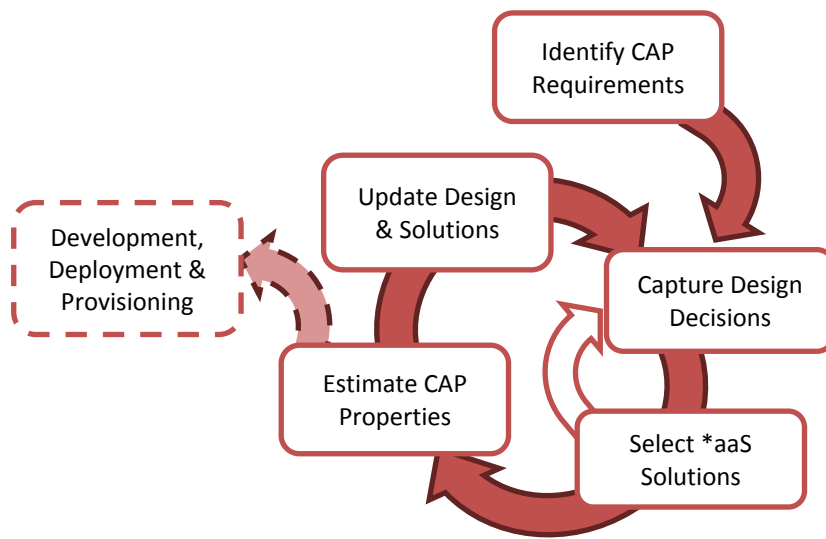 Identify CAP
Requirements
Update Design
& Solutions
Development,
Deployment &
Provisioning
Capture Design
Decisions
Estimate CAP
Properties
Select *aaS
Solutions